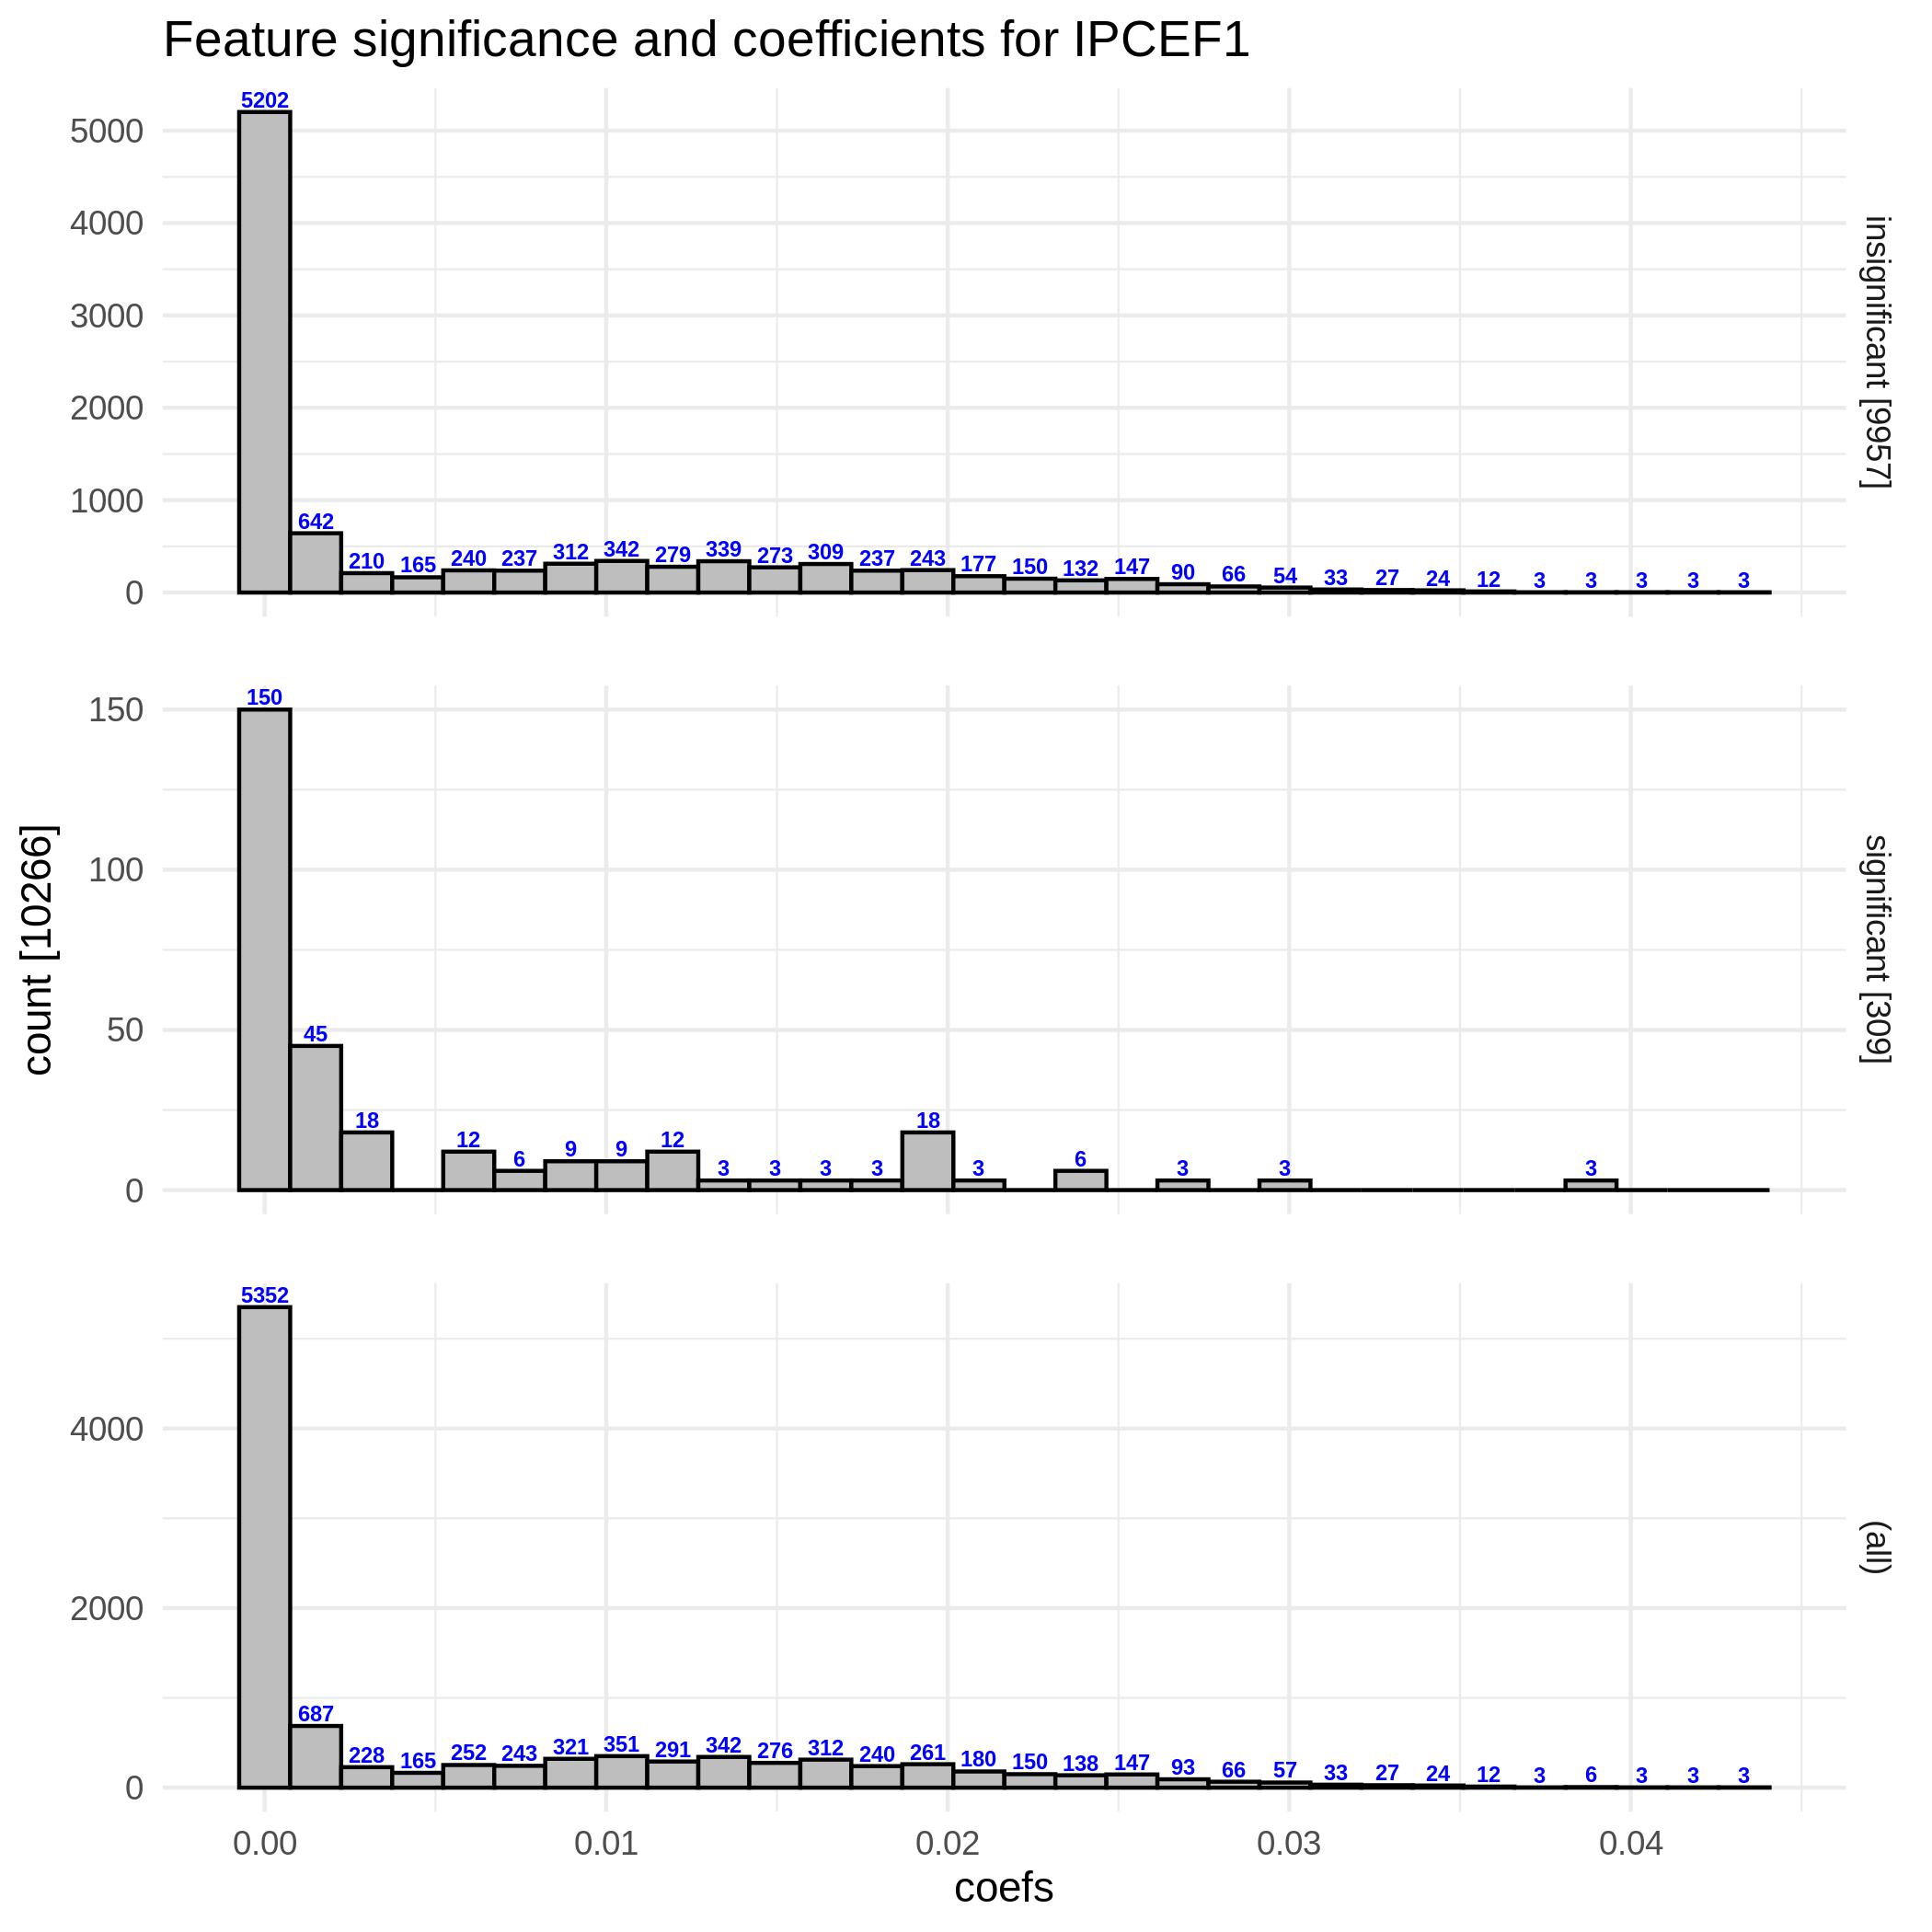 Feature significance and coefficients for IPCEF1
5202
5000
4000
3000
2000
1000
0
642
210 165 240 237 312 342 279 339 273 309 237 243 177 150 132 147 90 66 54 33 27 24 12 3 3 3 3 3
insignificant [9957]
150
150
100
50
0
45
18 12 6 9 9 12 3 3 3 3 18 3 6 3 3 3
significant [309]
count [10266]
5352
4000
2000
0
687
228 165 252 243 321 351 291 342 276 312 240 261 180 150 138 147 93 66 57 33 27 24 12 3 6 3 3 3
(all)
0.00 0.01 0.02 0.03 0.04
coefs